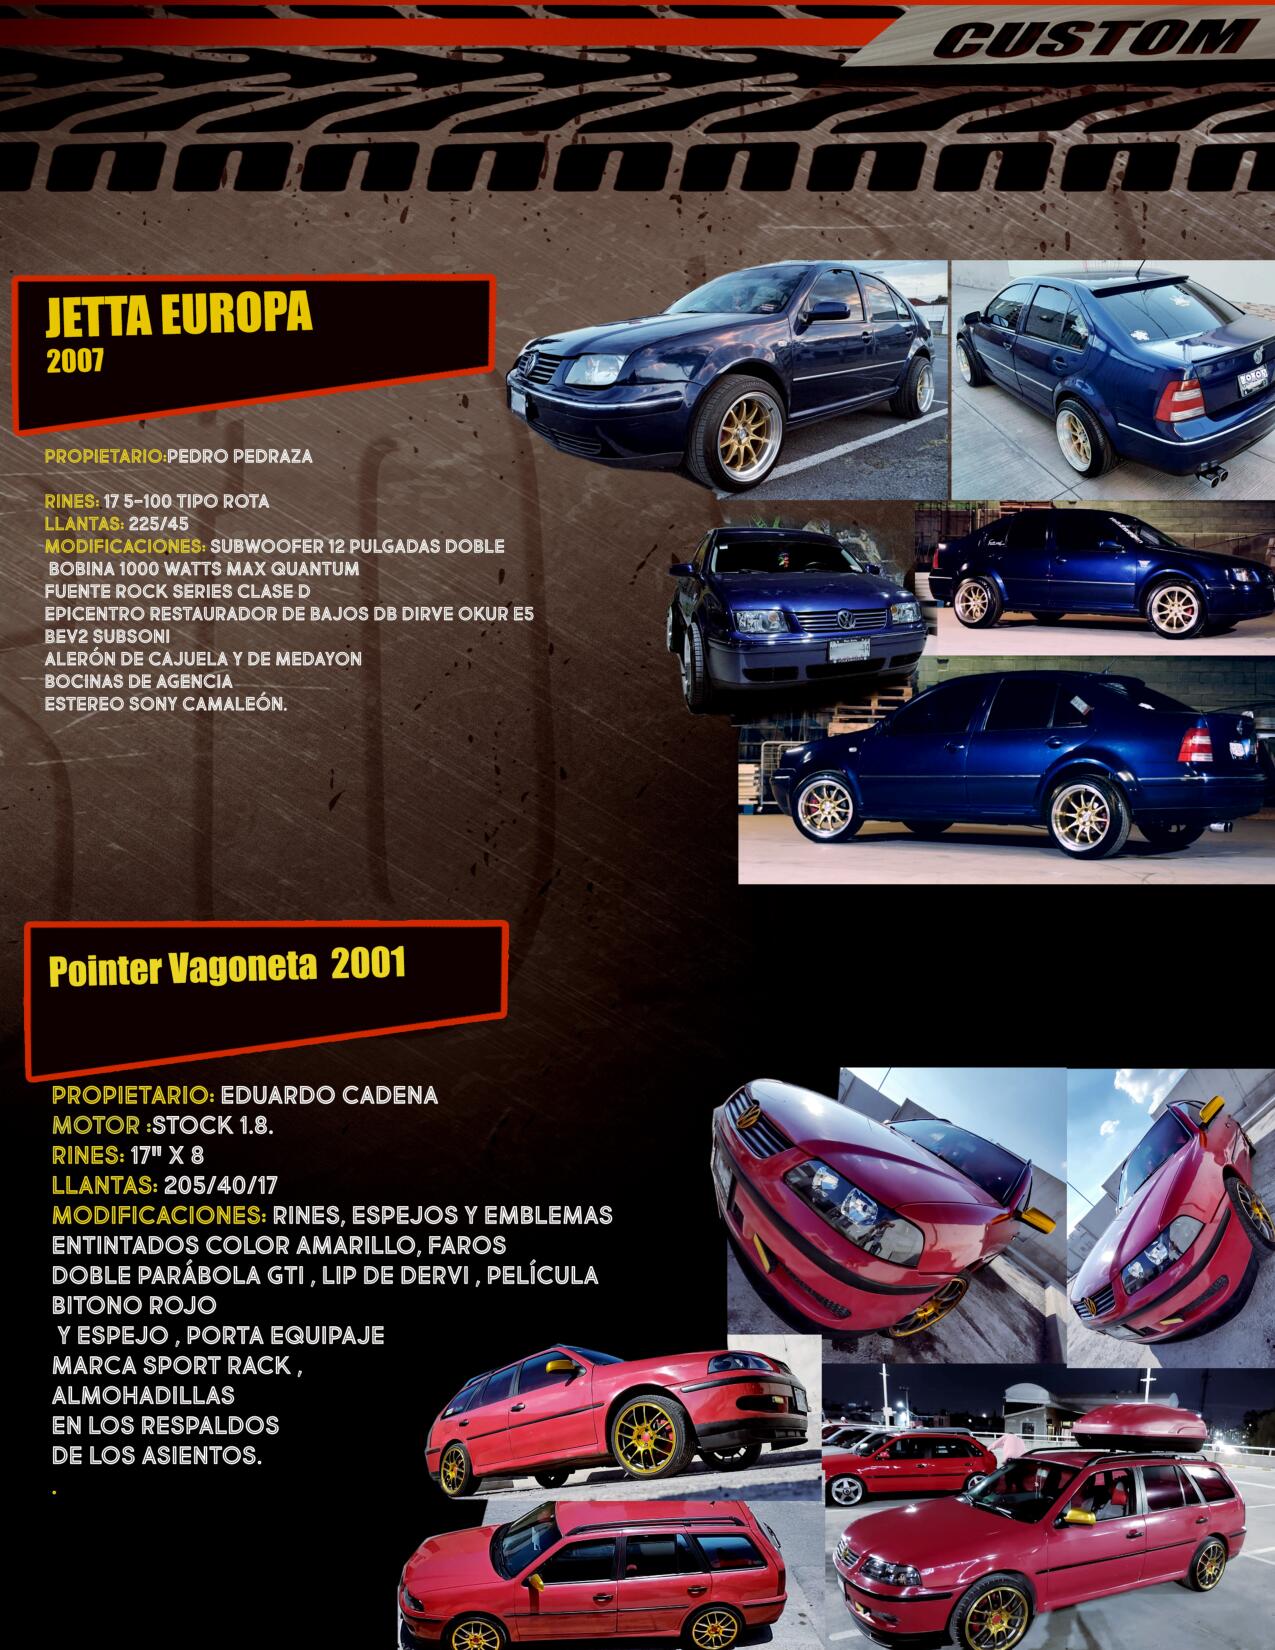 CUSTOM
JETTA EUROPA
2007
PROPIETARIO:PEDRO PEDRAZA
RINES: 17 5-100 TIPO ROTA
LLANTAS: 225/45
MODIFICACIONES: SUBWOOFER 12 PULGADAS DOBLE
BOBINA 1000 WATTS MAX QUANTUM
FUENTE ROCK SERIES CLASE D
EPICENTRO RESTAURADOR DE BAJOS DB DIRVE OKUR E5
BEV2 SUBSONI
ALERÓN DE CAJUELA Y DE MEDAYON
BOCINAS DE AGENCIA
ESTEREO SONY CAMALEÓN.
Pointer Vagoneta 2001
PROPIETARIO: EDUARDO CADENA
MOTOR :STOCK 1.8.
RINES: 17" X 8
LLANTAS: 205/40/17
MODIFICACIONES: RINES, ESPEJOS Y EMBLEMAS
ENTINTADOS COLOR AMARILLO, FAROS
DOBLE PARÁBOLA GTI , LIP DE DERVI , PELÍCULA
BITONO ROJO
Y ESPEJO , PORTA EQUIPAJE
MARCA SPORT RACK ,
ALMOHADILLAS
EN LOS RESPALDOS
DE LOS ASIENTOS.
.